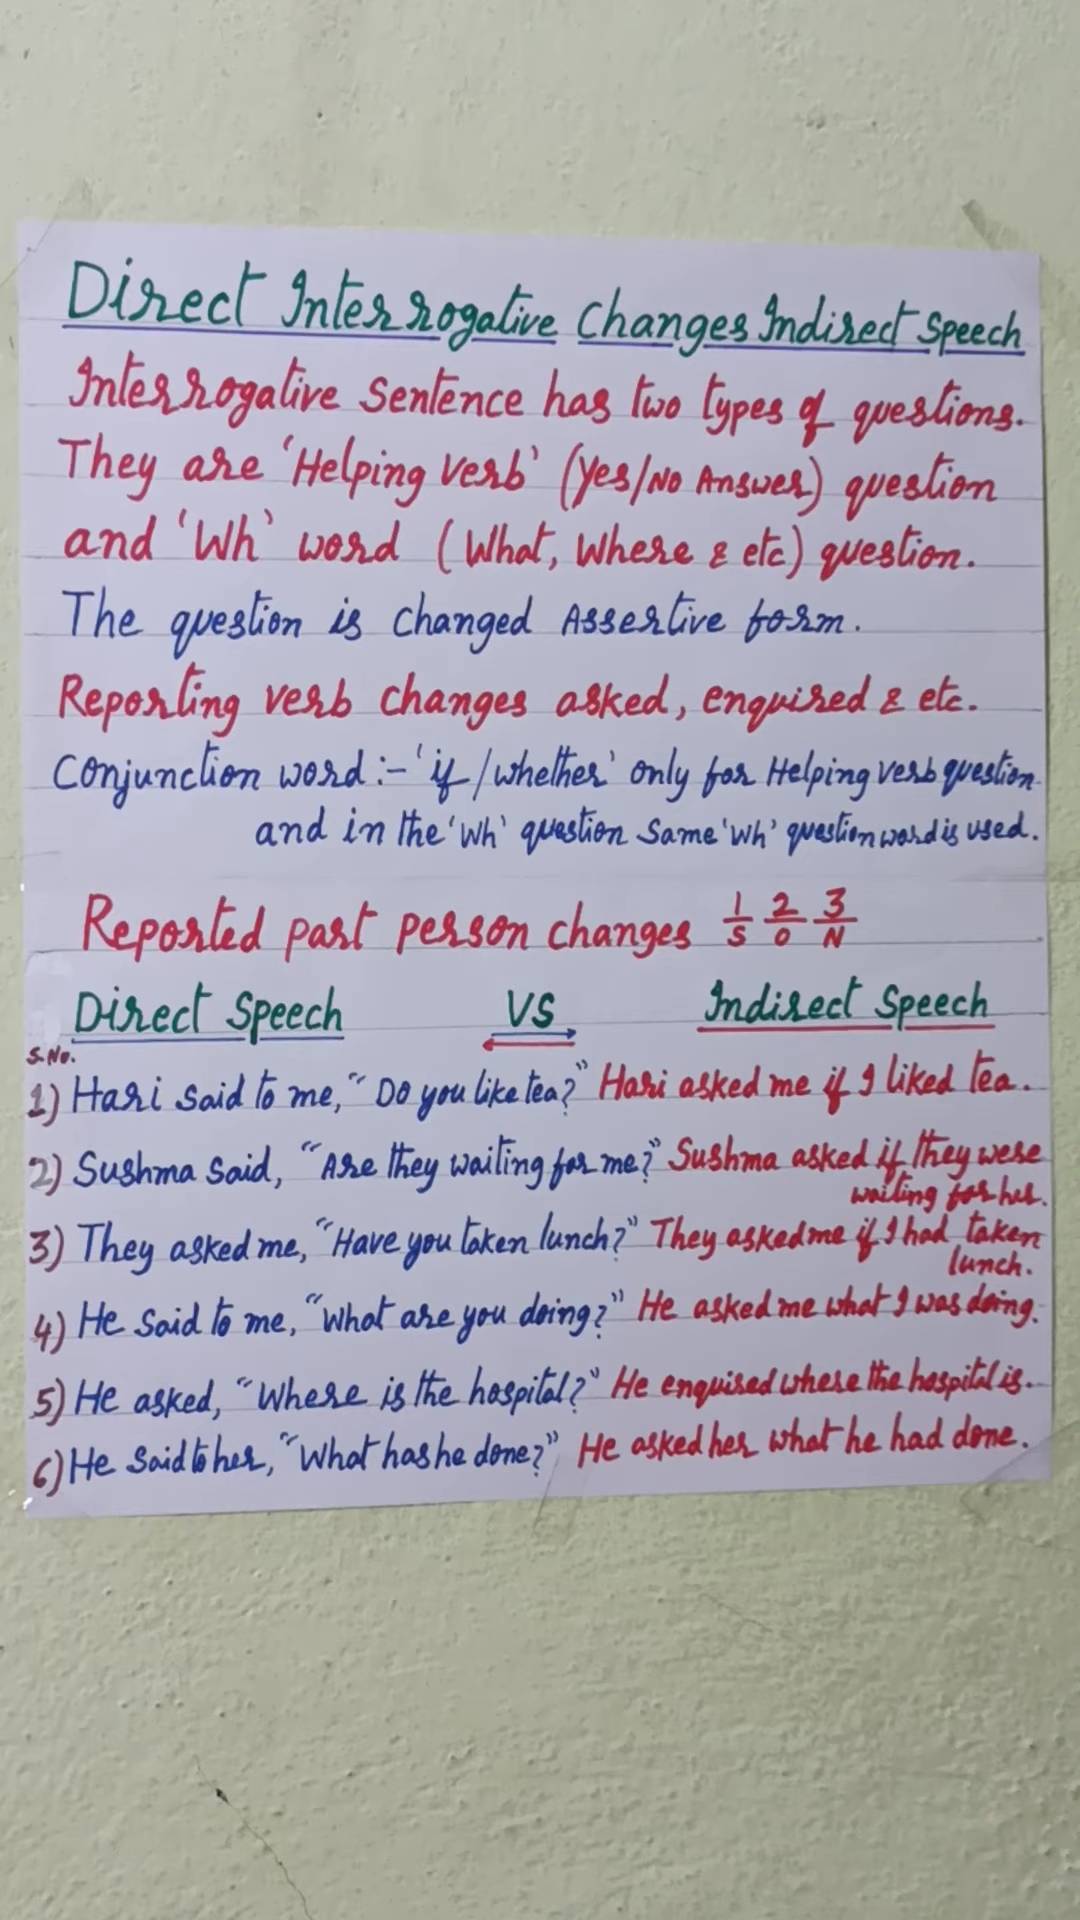 Direct Interrogative Changes Indirect Speech
Interrogative Sentence has two types of questions.
They are 'Helping verb' (Yes/No Answer) question
and 'Wh' word (What, Where & etc) question.
The question is changed Assertive form.
Reporting verb changes asked, enquired & etc.
Conjunction word :- 'if/whether' only for Helping verb question
and in the 'Wh' question Same 'Wh' question word is used.
Reported part person changes 1/S 2/O 3/N
Direct Speech VS Indirect Speech
S.No.
1) Hari Said to me, "Do you like tea?" Hari asked me if I liked tea.
2) Sushma Said, "Are they waiting for me?" Sushma asked if they were
waiting for her.
3) They asked me, "Have you taken lunch?" They asked me if I had taken
lunch.
4) He Said to me, "What are you doing?" He asked me what I was doing.
5) He asked, "Where is the hospital?" He enquired where the hospital is.
6) He Said to her, "What has he done?" He asked her what he had done.